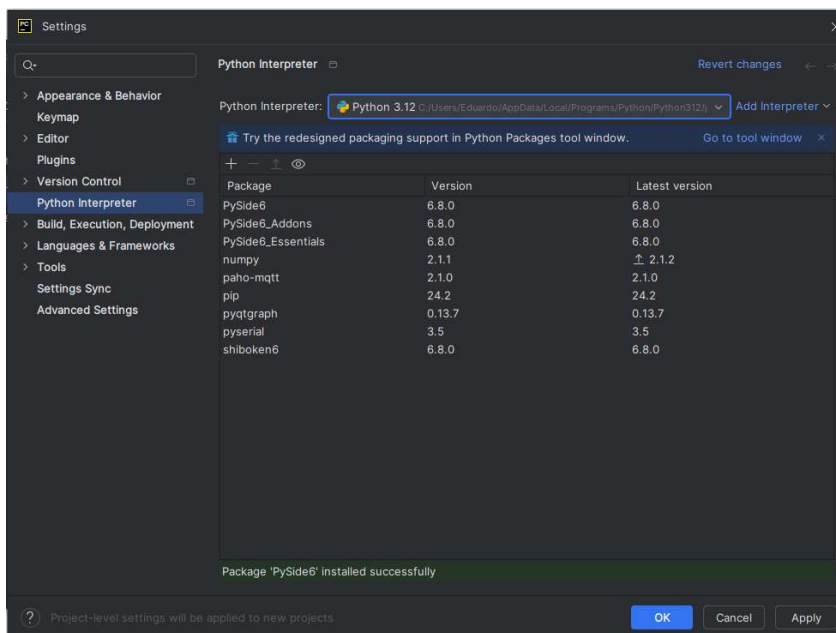 Settings
Python Interpreter
Revert changes
Appearance & Behavior
Keymap
Editor
Plugins
Version Control
Python Interpreter
Build, Execution, Deployment
Languages & Frameworks
Tools
Settings Sync
Advanced Settings
Python Interpreter: Python 3.12 C:/Users/Eduardo/AppData/Local/Programs/Python/Python312/ Add Interpreter
Try the redesigned packaging support in Python Packages tool window. Go to tool window
Package Version Latest version
PySide6 6.8.0 6.8.0
PySide6_Addons 6.8.0 6.8.0
PySide6_Essentials 6.8.0 6.8.0
numpy 2.1.1 2.1.2
paho-mqtt 2.1.0 2.1.0
pip 24.2 24.2
pyqtgraph 0.13.7 0.13.7
pyserial 3.5 3.5
shiboken6 6.8.0 6.8.0
Package 'PySide6' installed successfully
? Project-level settings will be applied to new projects
OK Cancel Apply